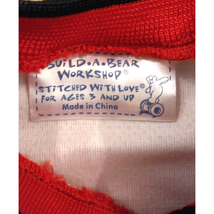 BUILD-A-BEAR
WORKSHOP®
STITCHED WITH LOVE
FOR AGES 3 AND UP
Made in China